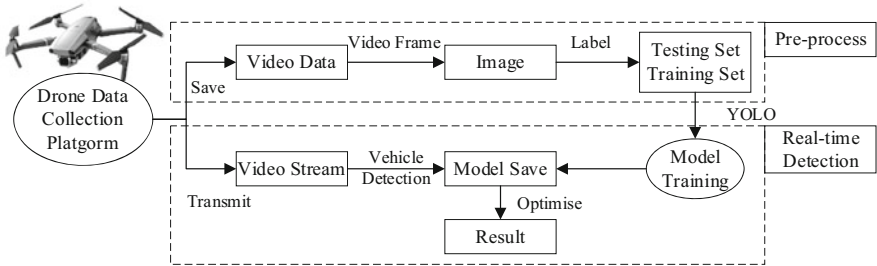 Drone Data
Collection
Platgorm
Save
Transmit
Video Data
Video Frame
Image
Label
Testing Set
Training Set
Pre-process
YOLO
Real-time
Detection
Video Stream
Vehicle
Detection
Model Save
Model
Training
Optimise
Result